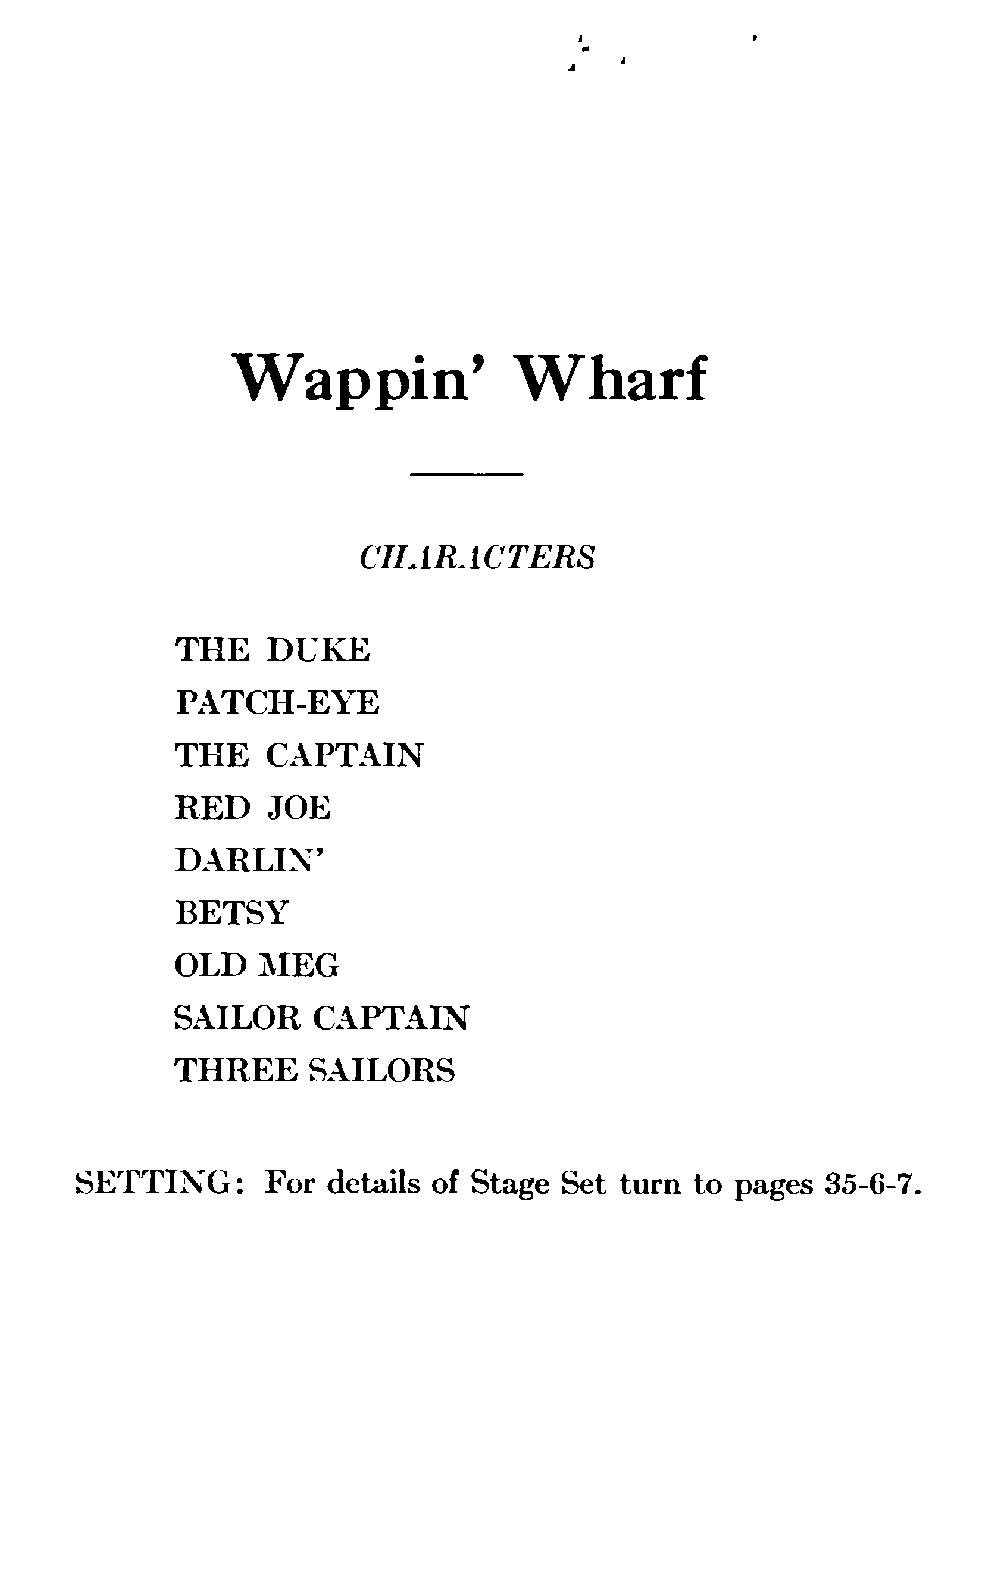 Wappin' Wharf
CHARACTERS
THE DUKE
PATCH-EYE
THE CAPTAIN
RED JOE
DARLIN'
BETSY
OLD MEG
SAILOR CAPTAIN
THREE SAILORS
SETTING: For details of Stage Set turn to pages 35-6-7.